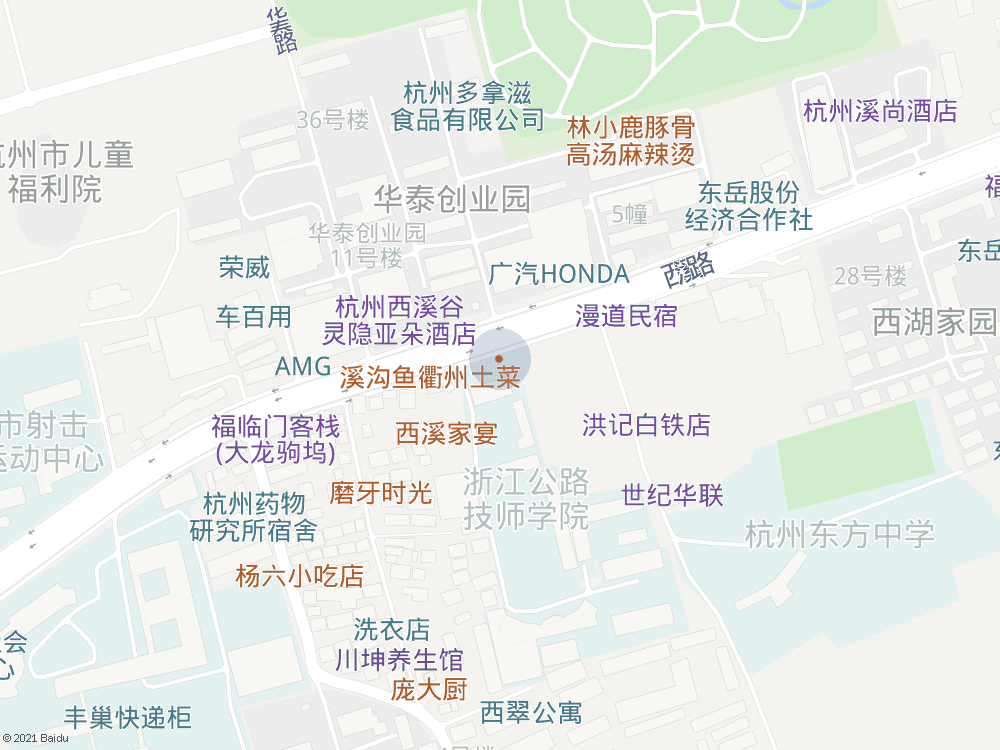 华泰路
杭州多拿滋
食品有限公司
36号楼
林小鹿豚骨
高汤麻辣烫
杭州溪尚酒店
杭州市儿童
福利院
华泰创业园
5幢
东岳股份
经济合作社
福
华泰创业园
11号楼
东岳
荣威
广汽HONDA
西溪路
28号楼
车百用
杭州西溪谷
灵隐亚朵酒店
漫道民宿
西湖家园
AMG
溪沟鱼衢州土菜
市射击
运动中心
福临门客栈
(大龙驹坞)
西溪家宴
洪记白铁店
东
磨牙时光
浙江公路
技师学院
世纪华联
杭州药物
研究所宿舍
杭州东方中学
杨六小吃店
洗衣店
会
心
川坤养生馆
庞大厨
丰巢快递柜
西翠公寓
© 2021 Baidu